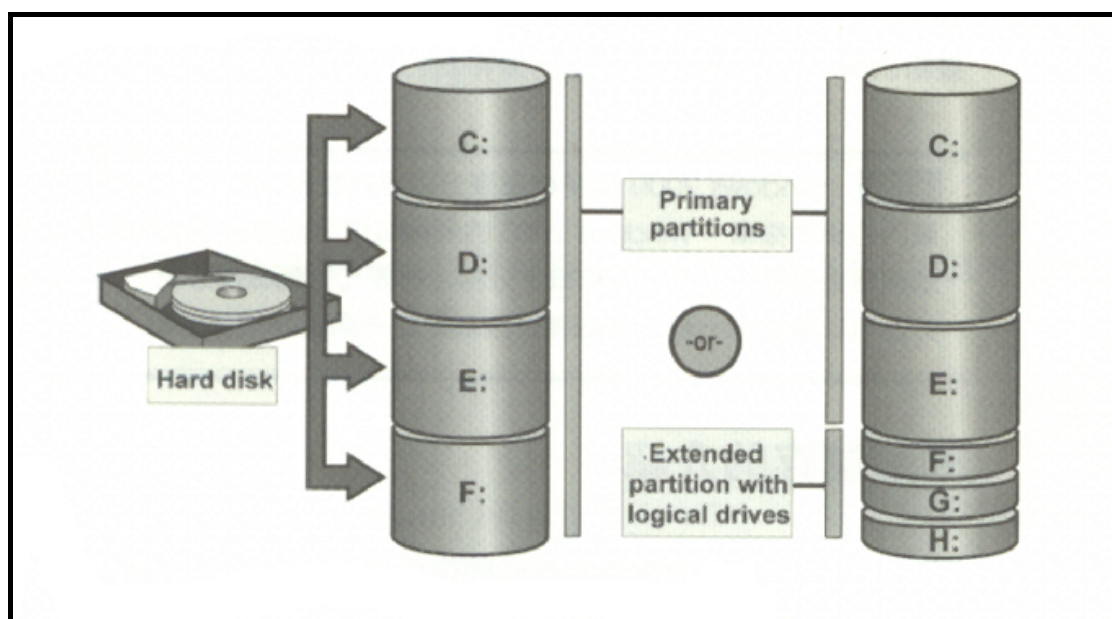 Hard disk
C:
D:
E:
F:
Primary
partitions
-or-
Extended
partition with
logical drives
C:
D:
E:
F:
G:
H: